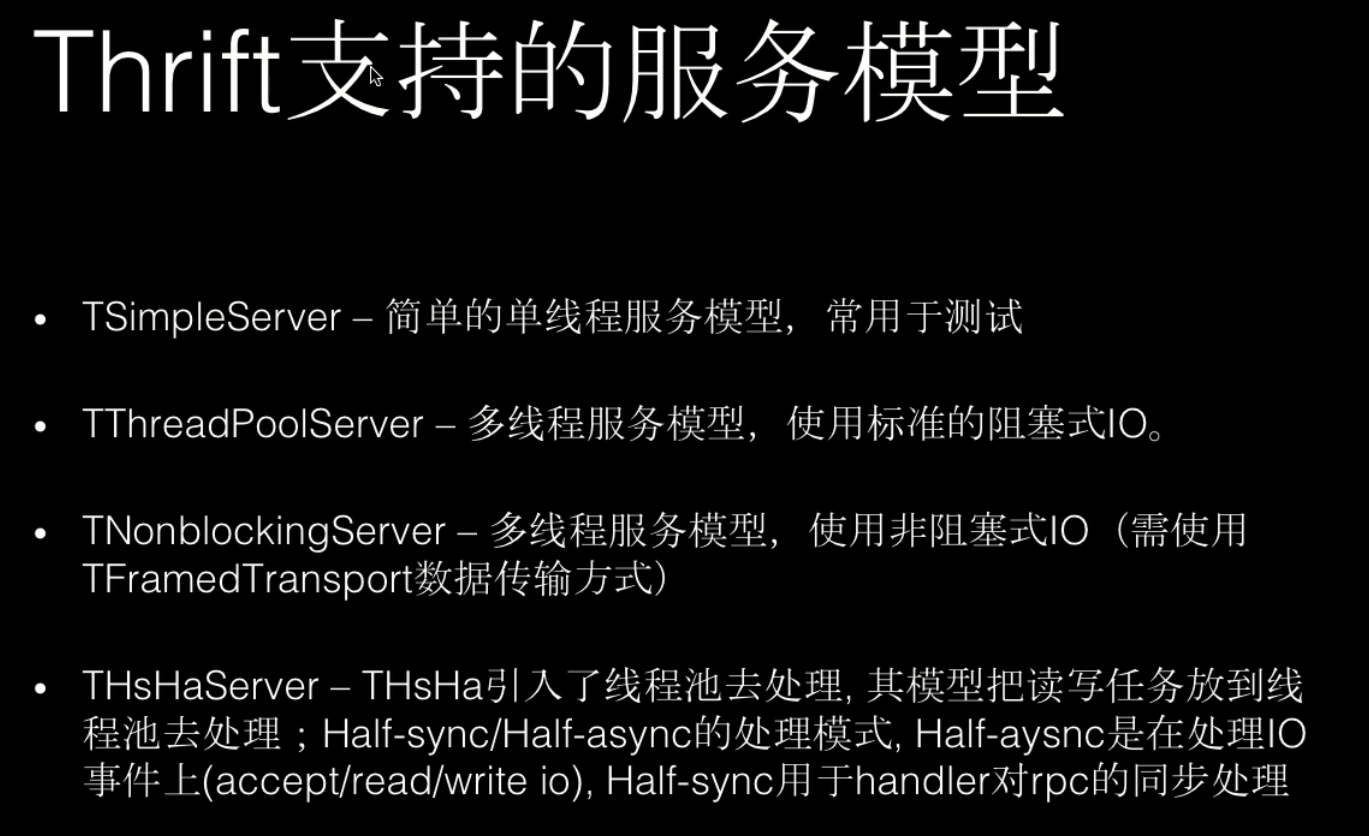 Thrift支持的服务模型
• TSimpleServer – 简单的单线程服务模型，常用于测试
• TThreadPoolServer – 多线程服务模型，使用标准的阻塞式IO。
• TNonblockingServer – 多线程服务模型，使用非阻塞式IO（需使用
TFramedTransport数据传输方式）
• THsHaServer – THsHa引入了线程池去处理, 其模型把读写任务放到线
程池去处理；Half-sync/Half-async的处理模式, Half-aysnc是在处理IO
事件上(accept/read/write io), Half-sync用于handler对rpc的同步处理